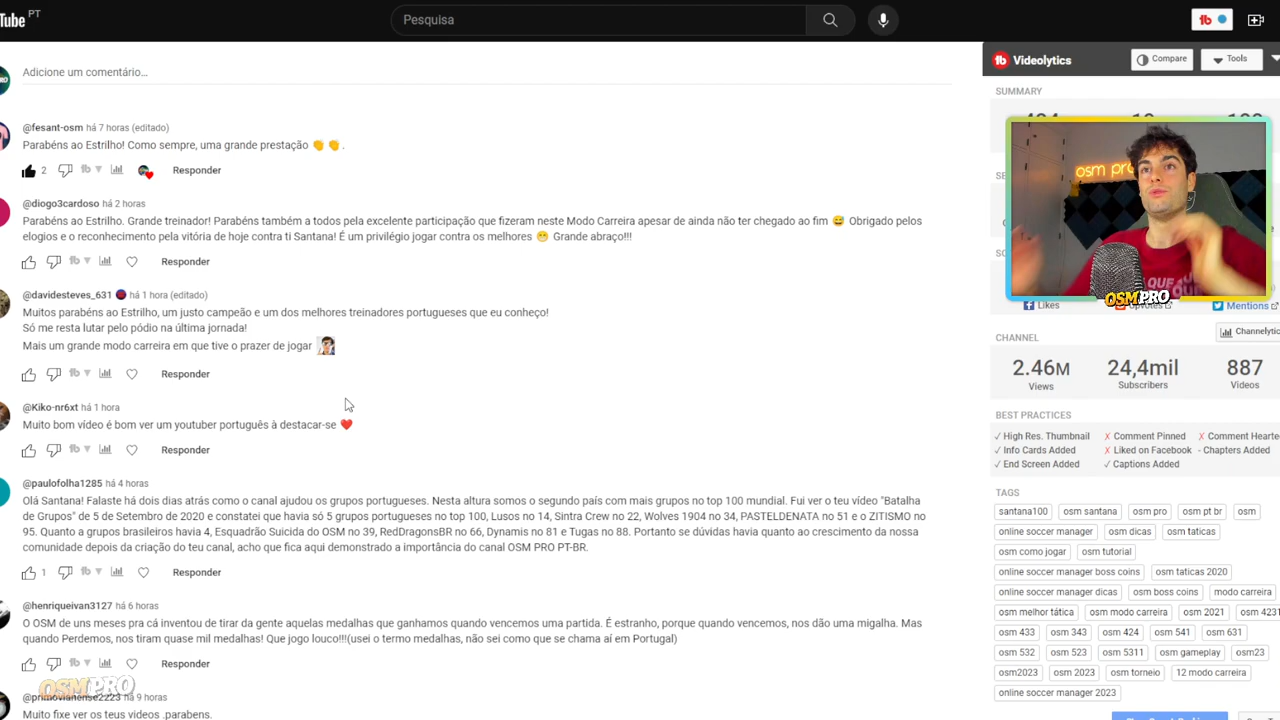 Tube PT
Pesquisa
Adicione um comentário...
@fesant-osm há 7 horas (editado)
Parabéns ao Estrilho! Como sempre, uma grande prestação 👏 👏 .
2 Responder
@diogo3cardoso há 2 horas
Parabéns ao Estrilho. Grande treinador! Parabéns também a todos pela excelente participação que fizeram neste Modo Carreira apesar de ainda não ter chegado ao fim 😅 Obrigado pelos
elogios e o reconhecimento pela vitória de hoje contra ti Santana! É um privilégio jogar contra os melhores 😁 Grande abraço!!!
Responder
@davidesteves_631 há 1 hora (editado)
Muitos parabéns ao Estrilho, um justo campeão e um dos melhores treinadores portugueses que eu conheço!
Só me resta lutar pelo pódio na última jornada!
Mais um grande modo carreira em que tive o prazer de jogar
Responder
@Kiko-nr6xt há 1 hora
Muito bom vídeo é bom ver um youtuber português à destacar-se ❤️
Responder
@paulofolha1285 há 4 horas
Olá Santana! Falaste há dois dias atrás como o canal ajudou os grupos portugueses. Nesta altura somos o segundo país com mais grupos no top 100 mundial. Fui ver o teu vídeo "Batalha
de Grupos" de 5 de Setembro de 2020 e constatei que havia só 5 grupos portugueses no top 100, Lusos no 14, Sintra Crew no 22, Wolves 1904 no 34, PASTELDENATA no 51 e o ZITISMO no
95. Quanto a grupos brasileiros havia 4, Esquadrão Suicida do OSM no 39, RedDragonsBR no 66, Dynamis no 81 e Tugas no 88. Portanto se dúvidas havia quanto ao crescimento da nossa
comunidade depois da criação do teu canal, acho que fica aqui demonstrado a importância do canal OSM PRO PT-BR.
1 Responder
@henriqueivan3127 há 6 horas
O OSM de uns meses pra cá inventou de tirar da gente aquelas medalhas que ganhamos quando vencemos uma partida. É estranho, porque quando vencemos, nos dão uma migalha. Mas
quando Perdemos, nos tiram quase mil medalhas! Que jogo louco!!!(usei o termo medalhas, não sei como se chama aí em Portugal)
Responder
OSMPRO
@primovianense2223 há 9 horas
Muito fixe ver os teus videos .parabens.
Videolytics Compare Tools
SUMMARY
osm pro
OSMPRO
Likes Upvotes Mentions
Channelytic
CHANNEL
2.46M 24,4mil 887
Views Subscribers Videos
BEST PRACTICES
✓ High Res. Thumbnail ✗ Comment Pinned ✗ Comment Hearte
✓ Info Cards Added ✗ Liked on Facebook - Chapters Added
✓ End Screen Added ✓ Captions Added
TAGS
santana100 osm santana osm pro osm pt br osm
online soccer manager osm dicas osm taticas
osm como jogar osm tutorial
online soccer manager boss coins osm taticas 2020
online soccer manager dicas osm boss coins modo carreira
osm melhor tática osm modo carreira osm 2021 osm 4231
osm 433 osm 343 osm 424 osm 541 osm 631
osm 532 osm 523 osm 5311 osm gameplay osm23
osm2023 osm 2023 osm torneio 12 modo carreira
online soccer manager 2023